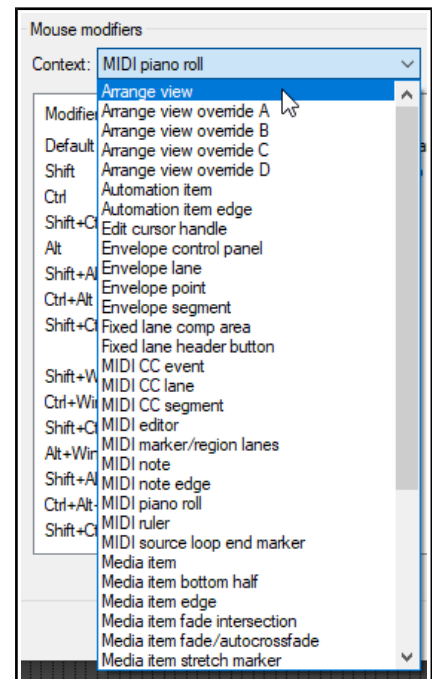 Mouse modifiers
Context: MIDI piano roll
Arrange view
Arrange view override A
Arrange view override B
Arrange view override C
Arrange view override D
Automation item
Automation item edge
Edit cursor handle
Envelope control panel
Envelope lane
Envelope point
Envelope segment
Fixed lane comp area
Fixed lane header button
MIDI CC event
MIDI CC lane
MIDI CC segment
MIDI editor
MIDI marker/region lanes
MIDI note
MIDI note edge
MIDI piano roll
MIDI ruler
MIDI source loop end marker
Media item
Media item bottom half
Media item edge
Media item fade intersection
Media item fade/autocrossfade
Media item stretch marker
Default
Shift
Ctrl
Alt
Ctrl+Alt